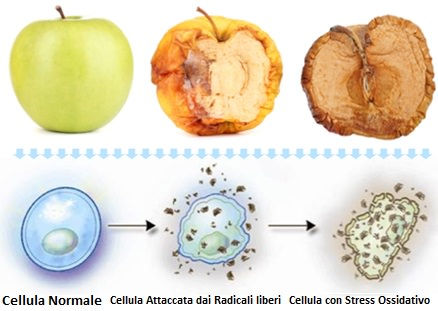 Cellula Normale
Cellula Attaccata dai Radicali liberi
Cellula con Stress Ossidativo